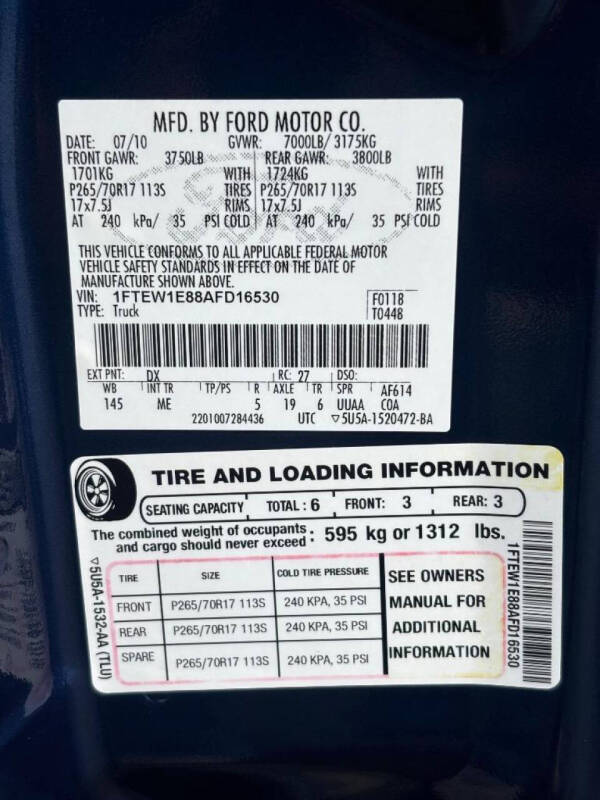 MFD. BY FORD MOTOR CO.
DATE: 07/10 GVWR: 7000LB/ 3175KG
FRONT GAWR: 3750LB REAR GAWR: 3800LB
1701KG WITH 1724KG WITH
P265/70R17 113S TIRES P265/70R17 113S TIRES
17x7.5J RIMS 17x7.5J RIMS
AT 240 kPa/ 35 PSI COLD AT 240 kPa/ 35 PSI COLD
THIS VEHICLE CONFORMS TO ALL APPLICABLE FEDERAL MOTOR
VEHICLE SAFETY STANDARDS IN EFFECT ON THE DATE OF
MANUFACTURE SHOWN ABOVE.
VIN: 1FTEW1E88AFD16530 F0118
TYPE: Truck T0448
EXT PNT: DX RC: 27 DSO:
WB INT TR TP/PS R AXLE TR SPR AF614
145 ME 5 19 6 UUAA COA
2201007284436 UTC ▽5U5A-1520472-BA
TIRE AND LOADING INFORMATION
SEATING CAPACITY TOTAL : 6 FRONT: 3 REAR: 3
The combined weight of occupants and cargo should never exceed : 595 kg or 1312 lbs.
TIRE SIZE COLD TIRE PRESSURE
FRONT P265/70R17 113S 240 KPA, 35 PSI
REAR P265/70R17 113S 240 KPA, 35 PSI
SPARE P265/70R17 113S 240 KPA, 35 PSI
SEE OWNERS
MANUAL FOR
ADDITIONAL
INFORMATION
▽5U5A-1532-AA (TLU)
1FTEW1E88AFD16530